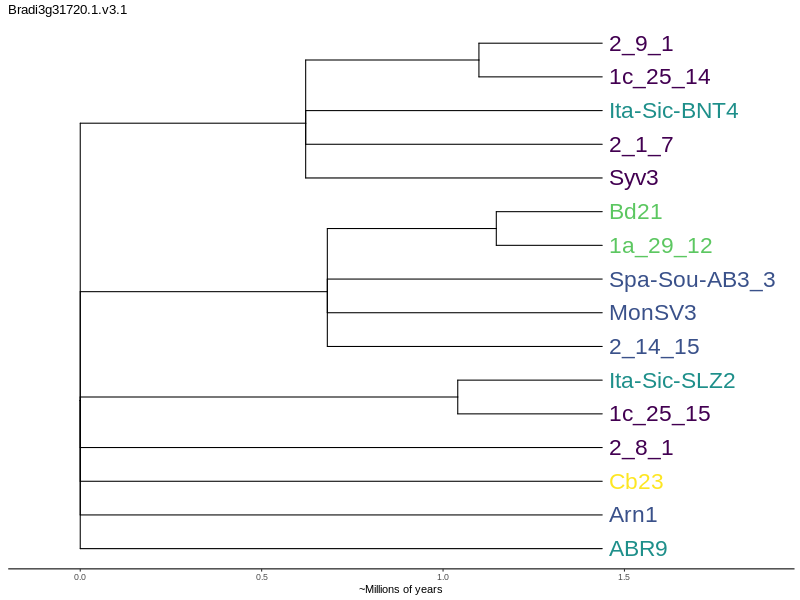 Bradi3g31720.1.v3.1
2_9_1
1c_25_14
Ita-Sic-BNT4
2_1_7
Syv3
Bd21
1a_29_12
Spa-Sou-AB3_3
MonSV3
2_14_15
Ita-Sic-SLZ2
1c_25_15
2_8_1
Cb23
Arn1
ABR9
0.0 0.5 1.0 1.5
~Millions of years